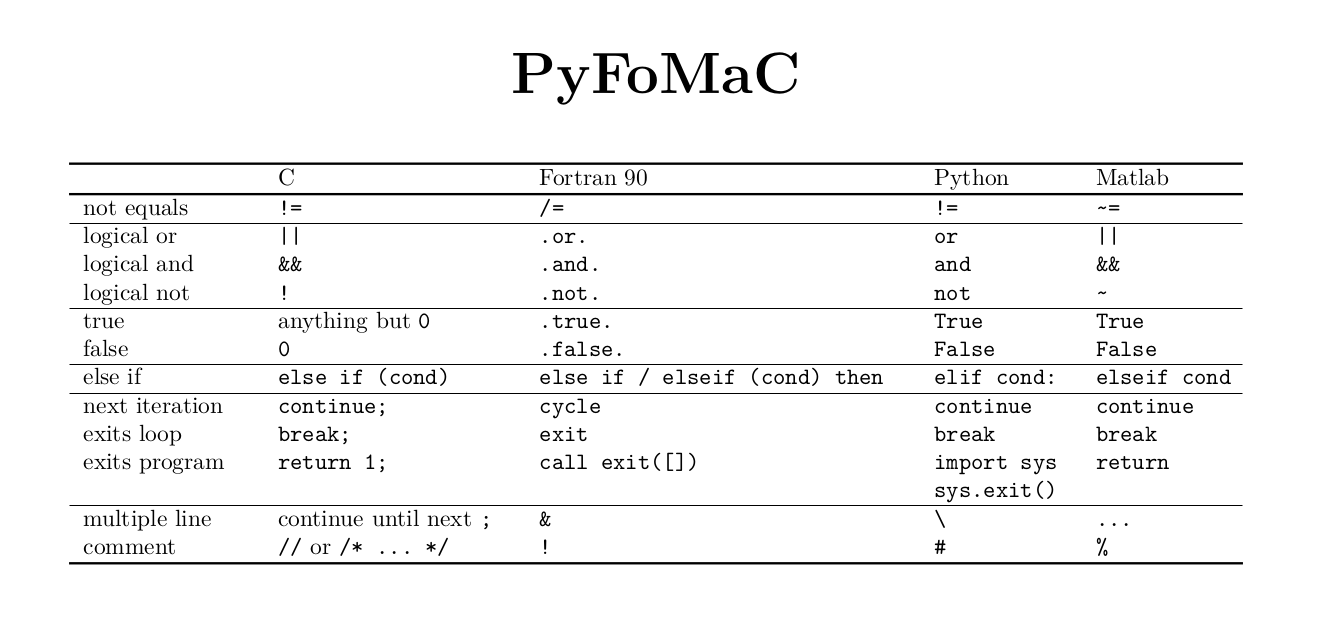 PyFoMaC
C Fortran 90 Python Matlab
not equals != /= != ~=
logical or || .or. or ||
logical and && .and. and &&
logical not ! .not. not ~
true anything but 0 .true. True True
false 0 .false. False False
else if else if (cond) else if / elseif (cond) then elif cond: elseif cond
next iteration continue; cycle continue continue
exits loop break; exit break break
exits program return 1; call exit([]) import sys return
sys.exit()
multiple line continue until next ; & \ ...
comment // or /* ... */ ! # %